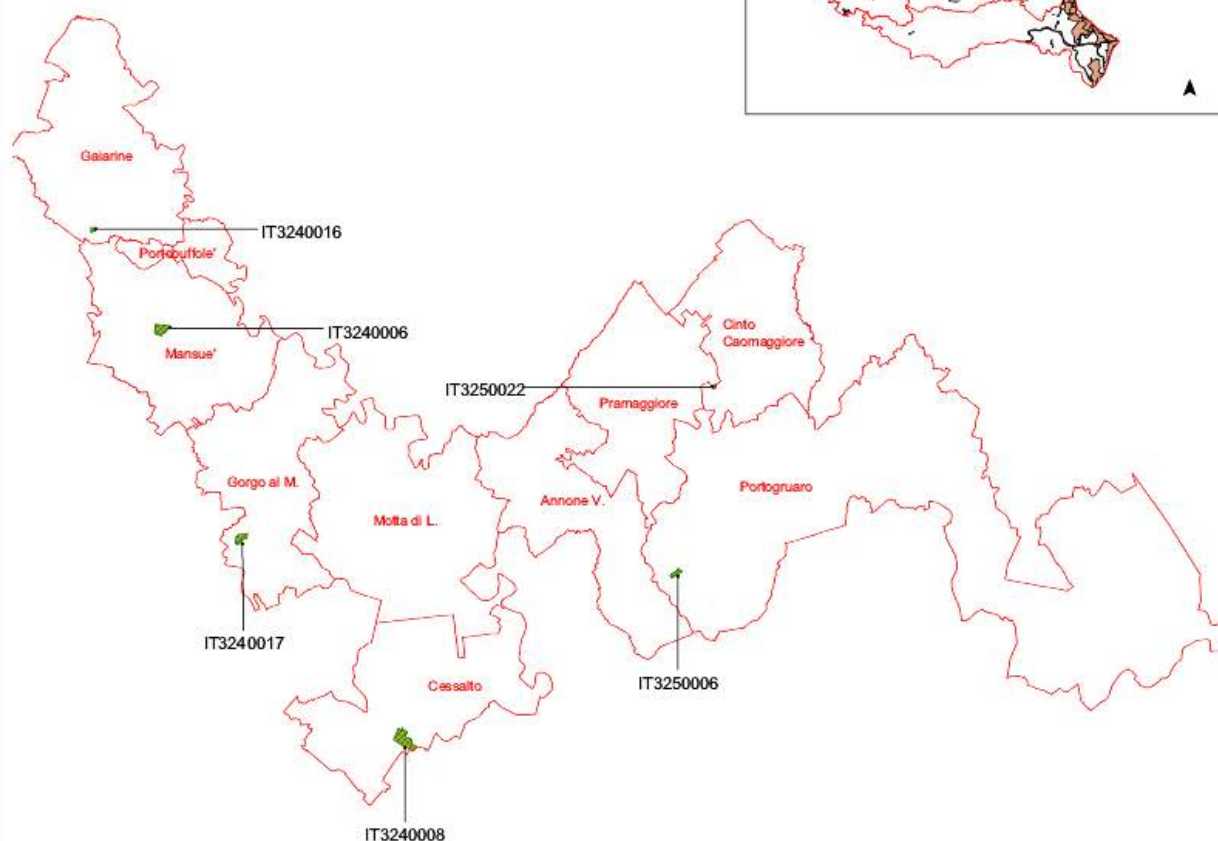 Gaiarine
IT3240016
Portobuffole'
IT3240006
Mansue'
Cinto
Caomaggiore
IT3250022
Pramaggiore
Gorgo al M.
Annone V.
Portogruaro
Motta di L.
IT3240017
IT3250006
Cessalto
IT3240008